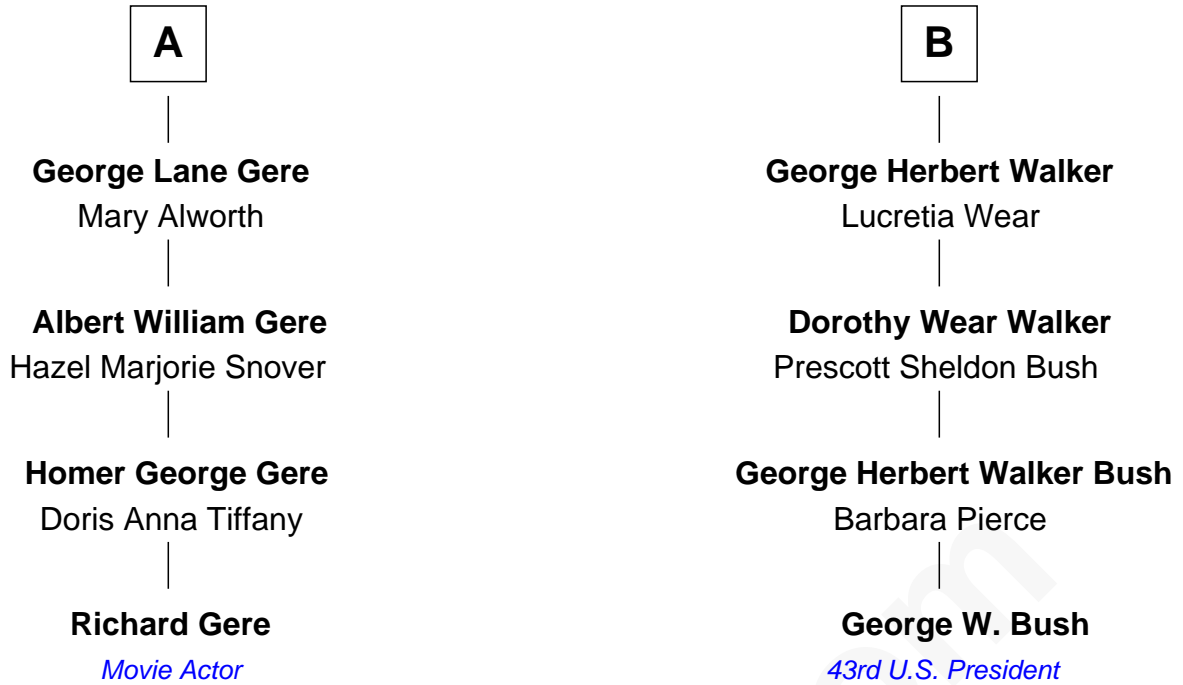 A
George Lane Gere
Mary Alworth
Albert William Gere
Hazel Marjorie Snover
Homer George Gere
Doris Anna Tiffany
Richard Gere
Movie Actor
B
George Herbert Walker
Lucretia Wear
Dorothy Wear Walker
Prescott Sheldon Bush
George Herbert Walker Bush
Barbara Pierce
George W. Bush
43rd U.S. President